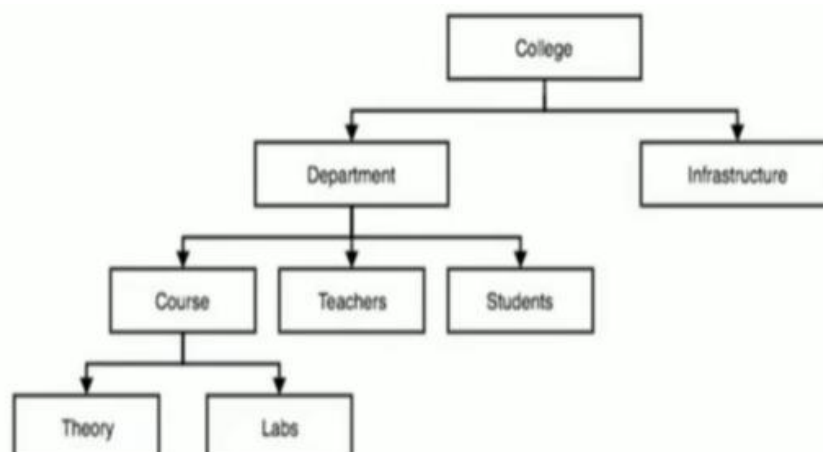 College
Department
Infrastructure
Course
Teachers
Students
Theory
Labs